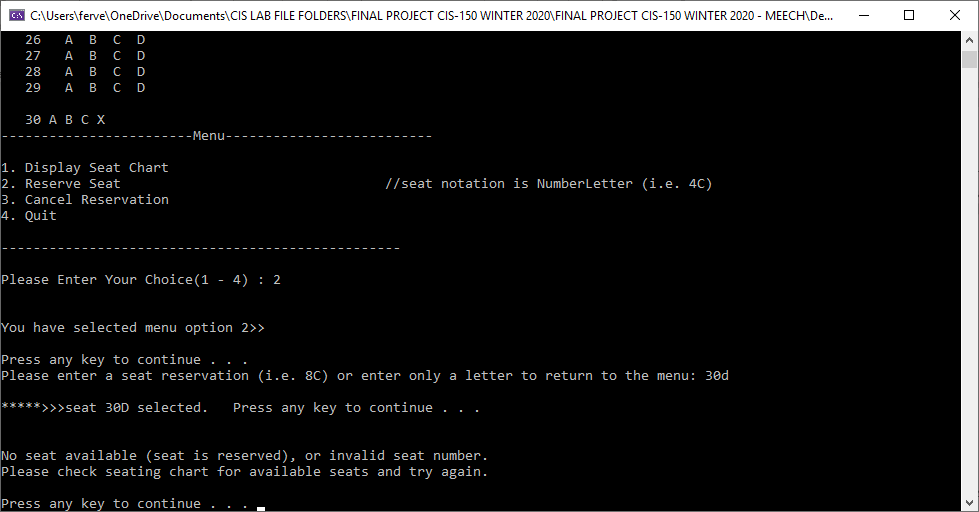 C:\Users\ferve\OneDrive\Documents\CIS LAB FILE FOLDERS\FINAL PROJECT CIS-150 WINTER 2020\FINAL PROJECT CIS-150 WINTER 2020 - MEECH\De...
26 A B C D
27 A B C D
28 A B C D
29 A B C D
30 A B C X
------------------------Menu--------------------------
1. Display Seat Chart
2. Reserve Seat //seat notation is NumberLetter (i.e. 4C)
3. Cancel Reservation
4. Quit
--------------------------------------------------
Please Enter Your Choice(1 - 4) : 2
You have selected menu option 2>>
Press any key to continue . . .
Please enter a seat reservation (i.e. 8C) or enter only a letter to return to the menu: 30d
*****>>>seat 30D selected. Press any key to continue . . .
No seat available (seat is reserved), or invalid seat number.
Please check seating chart for available seats and try again.
Press any key to continue . . .